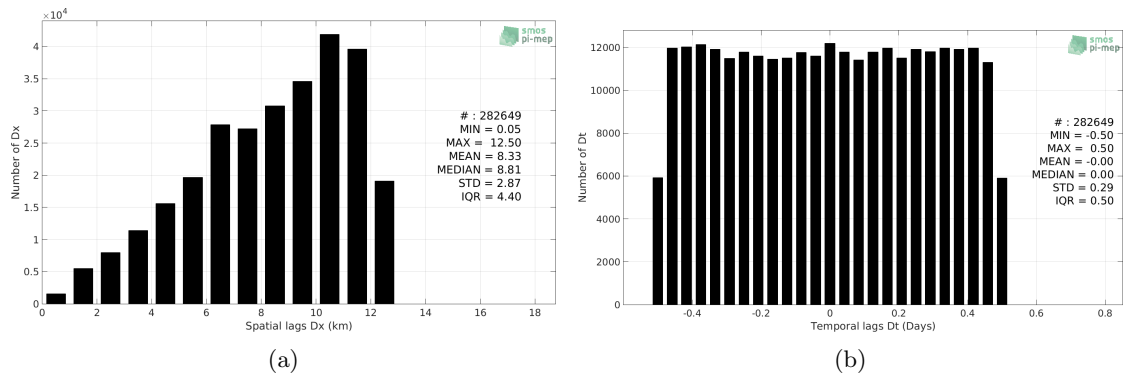 ×10⁴
4
3.5
3
2.5
2
1.5
1
0.5
0
Number of Dx
0 2 4 6 8 10 12 14 16 18
Spatial lags Dx (km)
smos
pi-mep
# : 282649
MIN = 0.05
MAX = 12.50
MEAN = 8.33
MEDIAN = 8.81
STD = 2.87
IQR = 4.40
(a)
12000
10000
8000
6000
4000
2000
0
Number of Dt
-0.4 -0.2 0 0.2 0.4 0.6 0.8
Temporal lags Dt (Days)
smos
pi-mep
# : 282649
MIN = -0.50
MAX = 0.50
MEAN = -0.00
MEDIAN = 0.00
STD = 0.29
IQR = 0.50
(b)